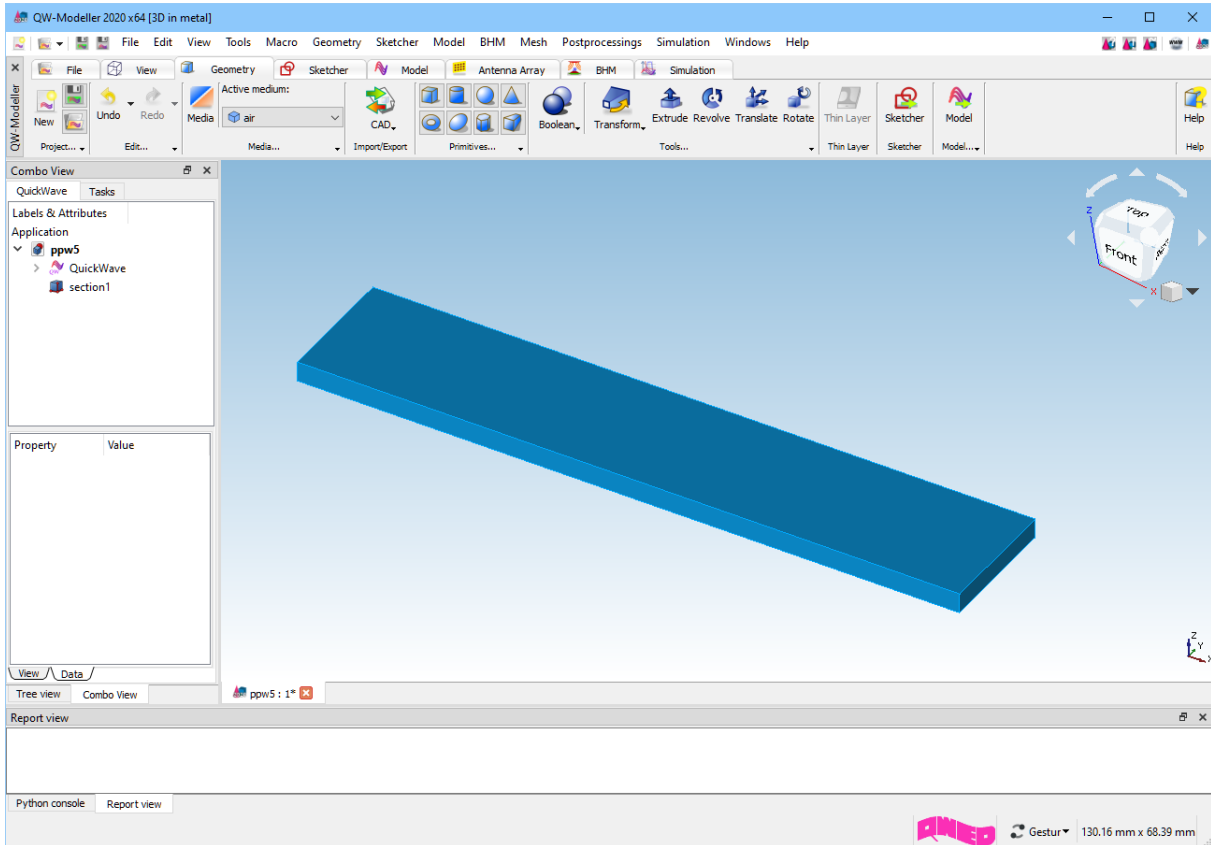 QW-Modeller 2020 x64 [3D in metal]
File Edit View Tools Macro Geometry Sketcher Model BHM Mesh Postprocessings Simulation Windows Help
File View Geometry Sketcher Model Antenna Array BHM Simulation
QW-Modeller
New Undo Redo Media Active medium: air CAD Boolean Transform Extrude Revolve Translate Rotate Thin Layer Sketcher Model Help
Project... Edit... Media... Import/Export Primitives... Tools... Thin Layer Sketcher Model... Help
Combo View
QuickWave Tasks
Labels & Attributes
Application
ppw5
QuickWave
section1
Top
Front
Z
X
Property Value
View Data
Z
Y
X
Tree view Combo View
ppw5 : 1*
Report view
Python console Report view
QWED
Gestur 130.16 mm x 68.39 mm